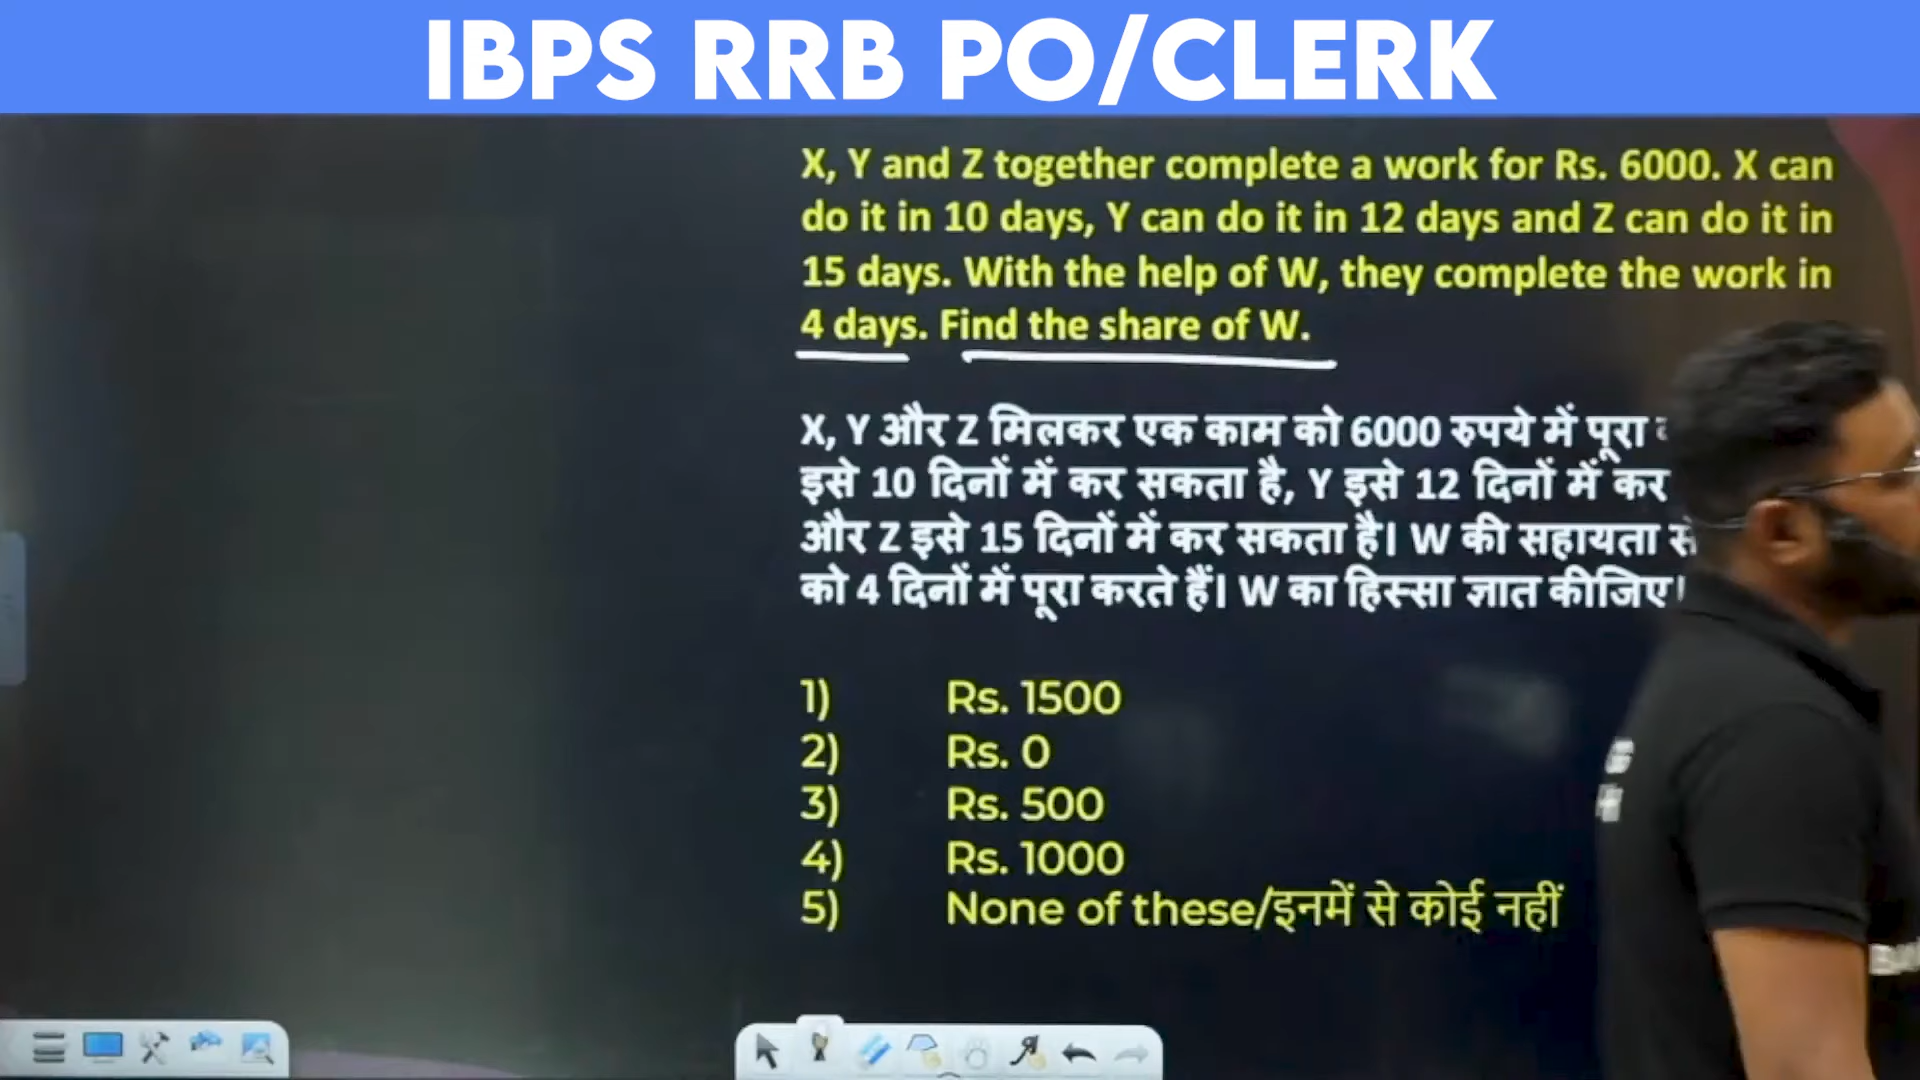 IBPS RRB PO/CLERK
X, Y and Z together complete a work for Rs. 6000. X can
do it in 10 days, Y can do it in 12 days and Z can do it in
15 days. With the help of W, they complete the work in
4 days. Find the share of W.
X, Y और Z मिलकर एक काम को 6000 रुपये में पूरा
इसे 10 दिनों में कर सकता है, Y इसे 12 दिनों में कर
और Z इसे 15 दिनों में कर सकता है। W की सहायता से
को 4 दिनों में पूरा करते हैं। W का हिस्सा ज्ञात कीजिए।
1) Rs. 1500
2) Rs. 0
3) Rs. 500
4) Rs. 1000
5) None of these/इनमें से कोई नहीं